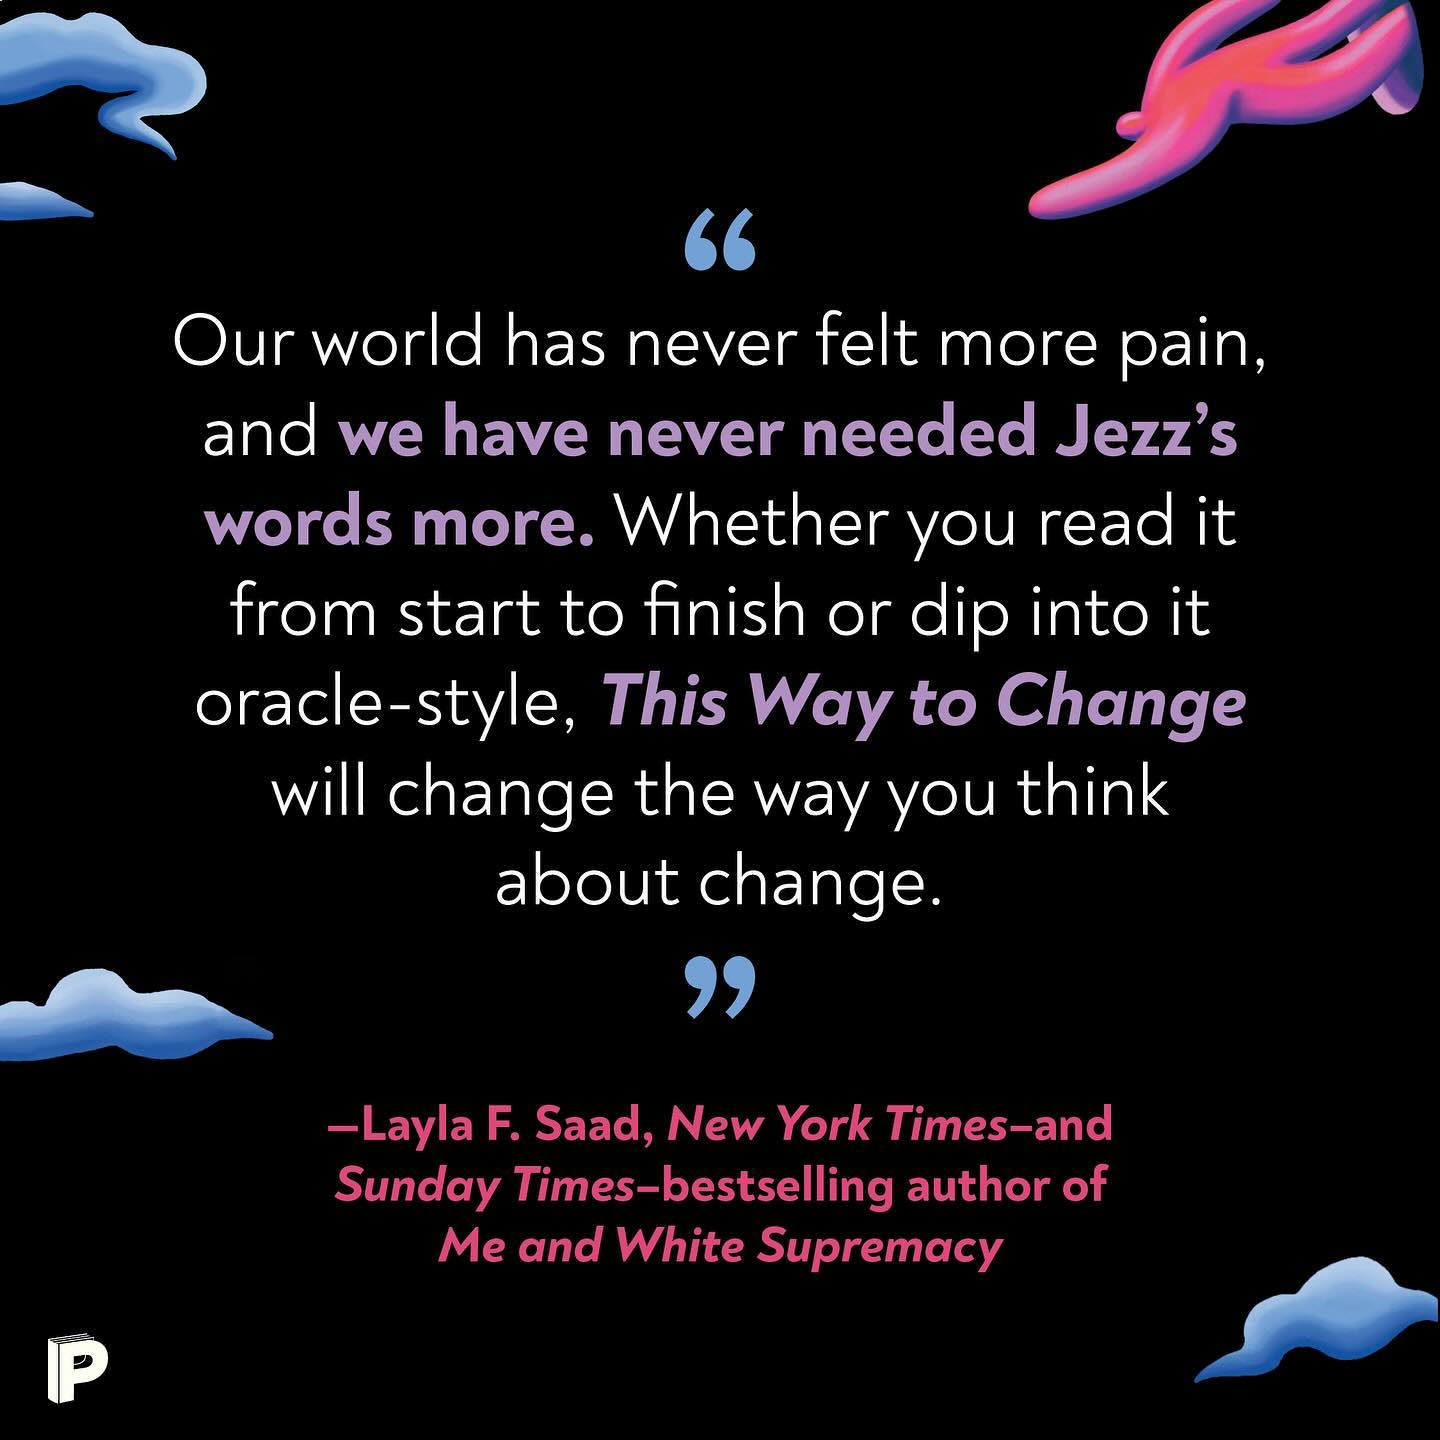 “
Our world has never felt more pain,
and we have never needed Jezz’s
words more. Whether you read it
from start to finish or dip into it
oracle-style, This Way to Change
will change the way you think
about change.
”
—Layla F. Saad, New York Times–and
Sunday Times–bestselling author of
Me and White Supremacy
P